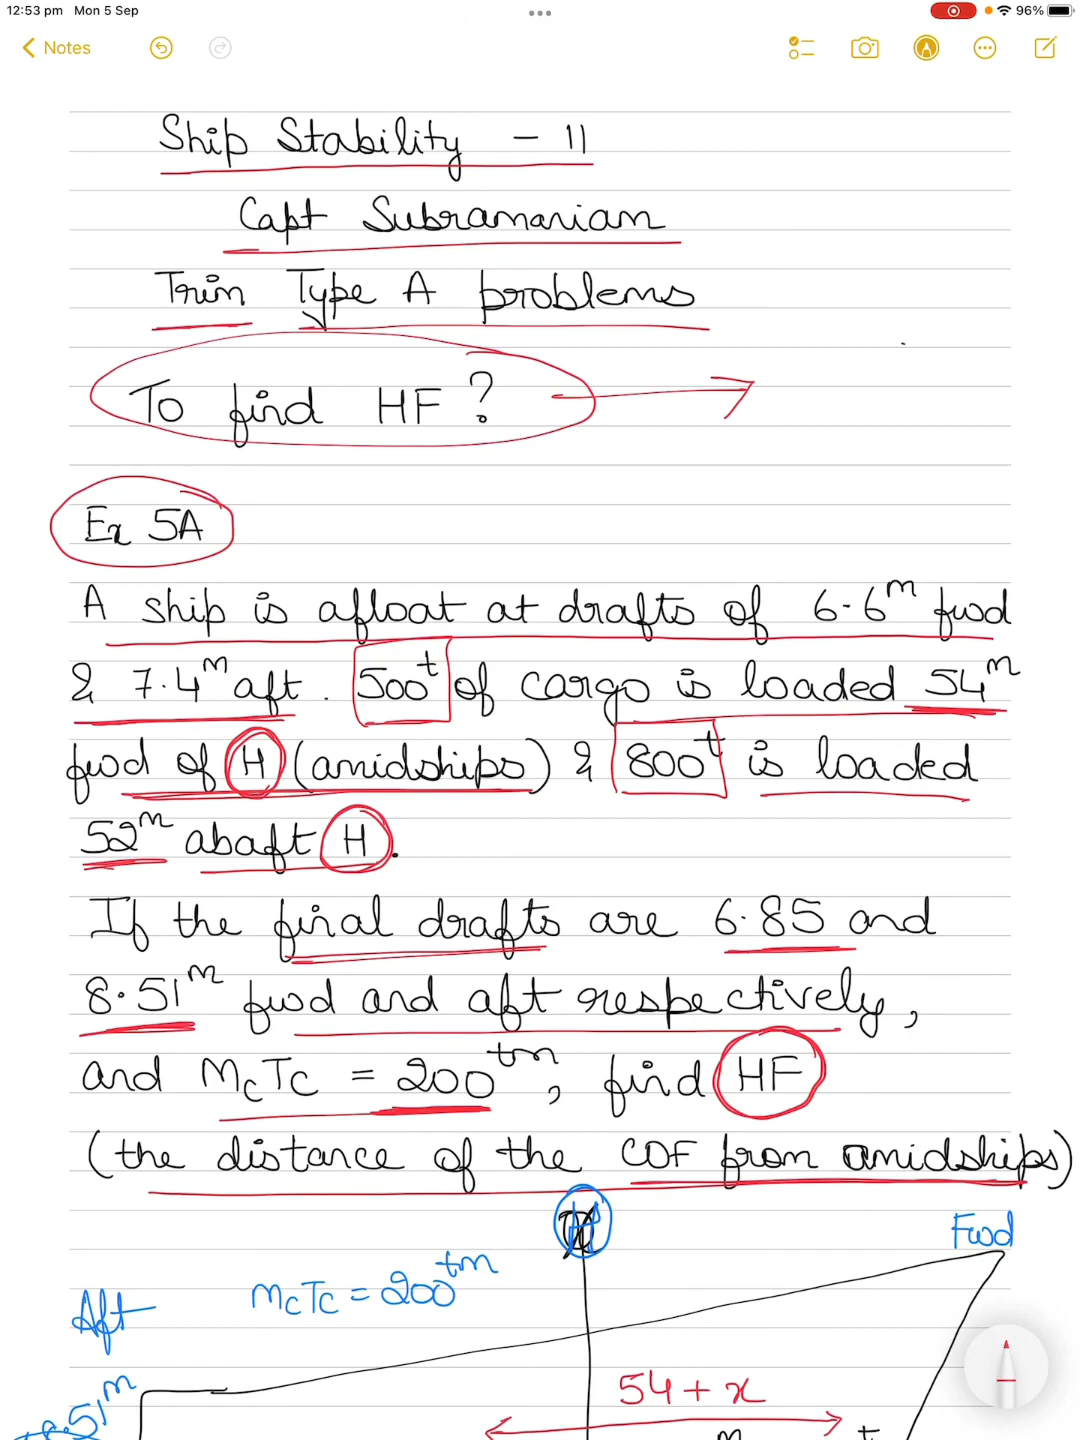 12:53 pm Mon 5 Sep
96%
Notes
Ship Stability - 11
Capt Subramanian
Trim Type A problems
To find HF ?
Ex 5A
A ship is afloat at drafts of 6.6m fwd
& 7.4m aft. 500t of cargo is loaded 54m
fwd of H (amidships) & 800t is loaded
52m abaft H.
If the final drafts are 6.85 and
8.51m fwd and aft respectively,
and MCTC = 200tm, find HF
(the distance of the COF from amidships)
H
Fwd
MCTC = 200tm
Aft
8.51m
54 + x
m
t